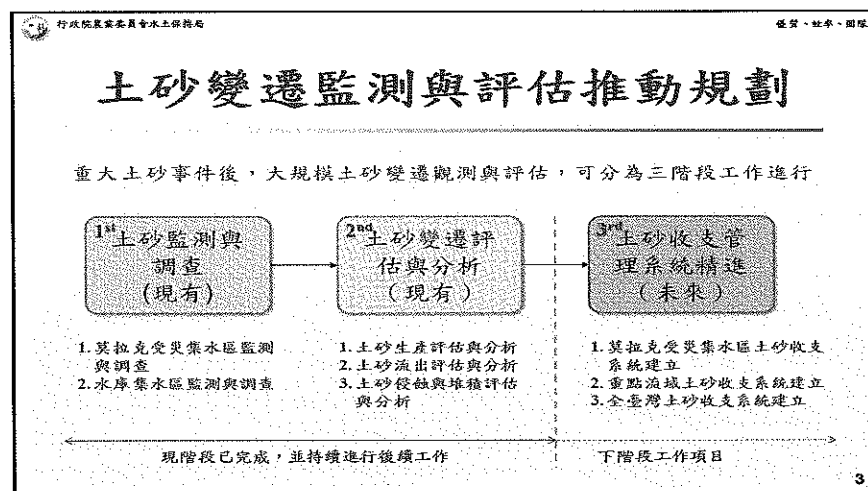 行政院農業委員會水土保持局
優質、效率、團隊
土砂變遷監測與評估推動規劃
重大土砂事件後，大規模土砂變遷觀測與評估，可分為三階段工作進行
1st土砂監測與
調查
(現有)
2nd土砂變遷評
估與分析
(現有)
3rd土砂收支管
理系統精進
(未來)
1.莫拉克受災集水區監測
與調查
2.水庫集水區監測與調查
1.土砂生產評估與分析
2.土砂流出評估與分析
3.土砂侵蝕與堆積評估
與分析
1.莫拉克受災集水區土砂收支
系統建立
2.重點流域土砂收支系統建立
3.全臺灣土砂收支系統建立
現階段已完成，並持續進行後續工作
下階段工作項目
3